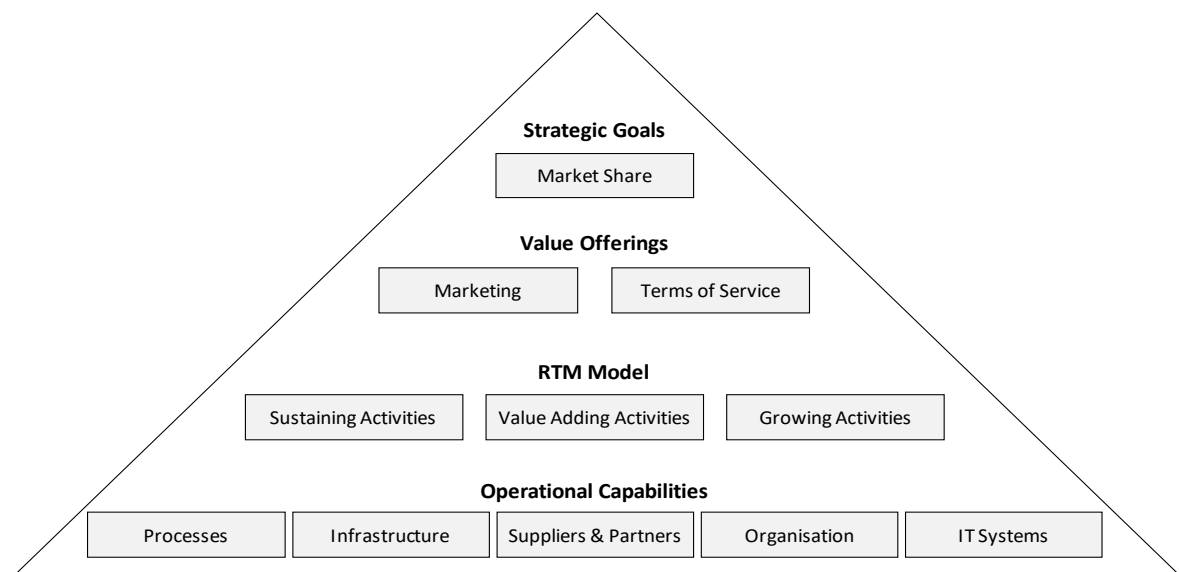 Strategic Goals
Market Share
Value Offerings
Marketing
Terms of Service
RTM Model
Sustaining Activities
Value Adding Activities
Growing Activities
Operational Capabilities
Processes
Infrastructure
Suppliers & Partners
Organisation
IT Systems